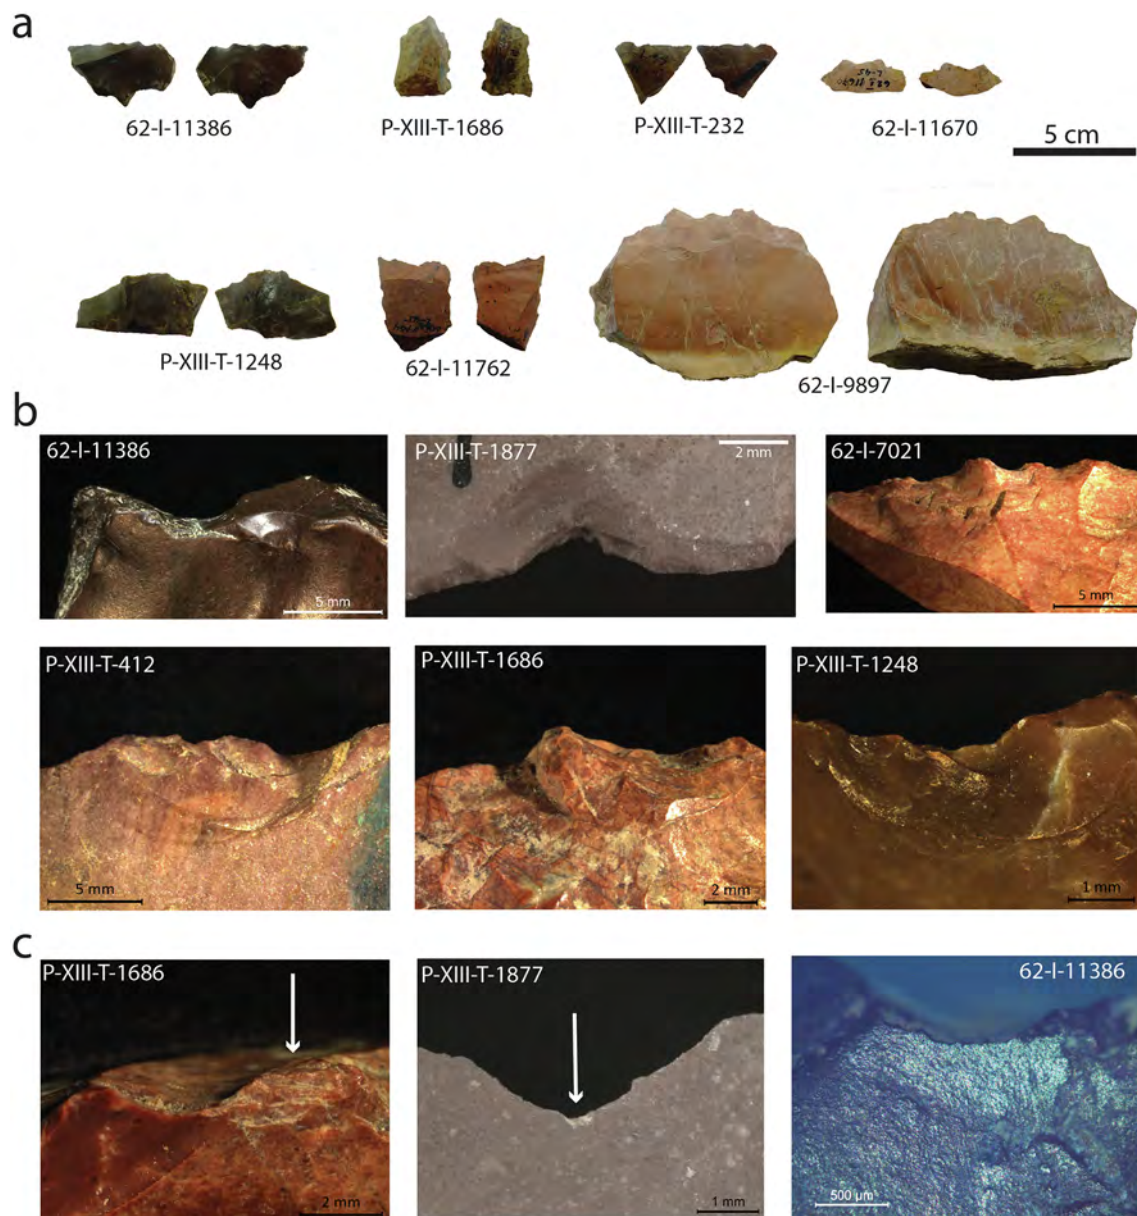 a
62-I-11386
P-XIII-T-1686
P-XIII-T-232
62-I-11670
5 cm
P-XIII-T-1248
62-I-11762
62-I-9897
b
62-I-11386
P-XIII-T-1877
2 mm
62-I-7021
5 mm
5 mm
P-XIII-T-412
P-XIII-T-1686
P-XIII-T-1248
5 mm
2 mm
1 mm
c
P-XIII-T-1686
P-XIII-T-1877
62-I-11386
2 mm
1 mm
500 µm